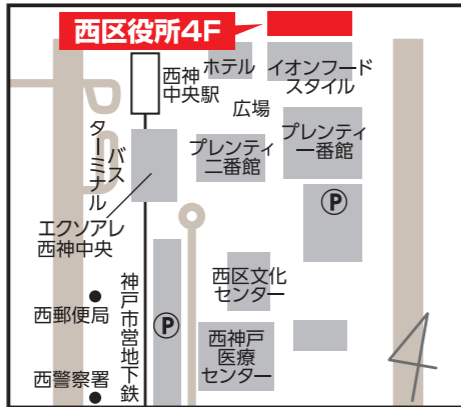 西区役所4F
西神
中央駅
ホテル
イオンフード
スタイル
広場
バス
ターミナル
プレンティ
二番館
プレンティ
一番館
エクソアレ
西神中央
P
西区文化
センター
西郵便局
神戸市営地下鉄
P
西神戸
医療
センター
西警察署
4